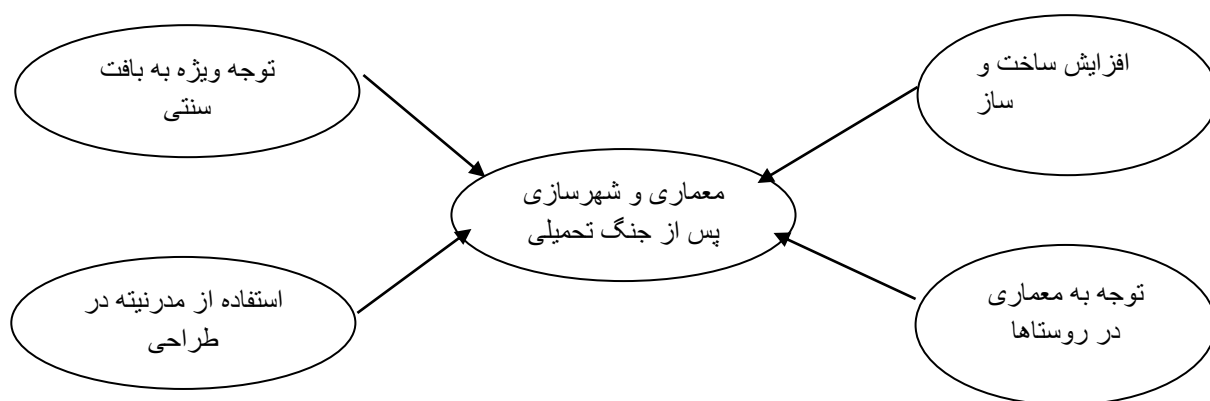 افزایش ساخت و
ساز
توجه ویژه به بافت
سنتی
معماری و شهرسازی
پس از جنگ تحمیلی
توجه به معماری
در روستاها
استفاده از مدرنیته در
طراحی